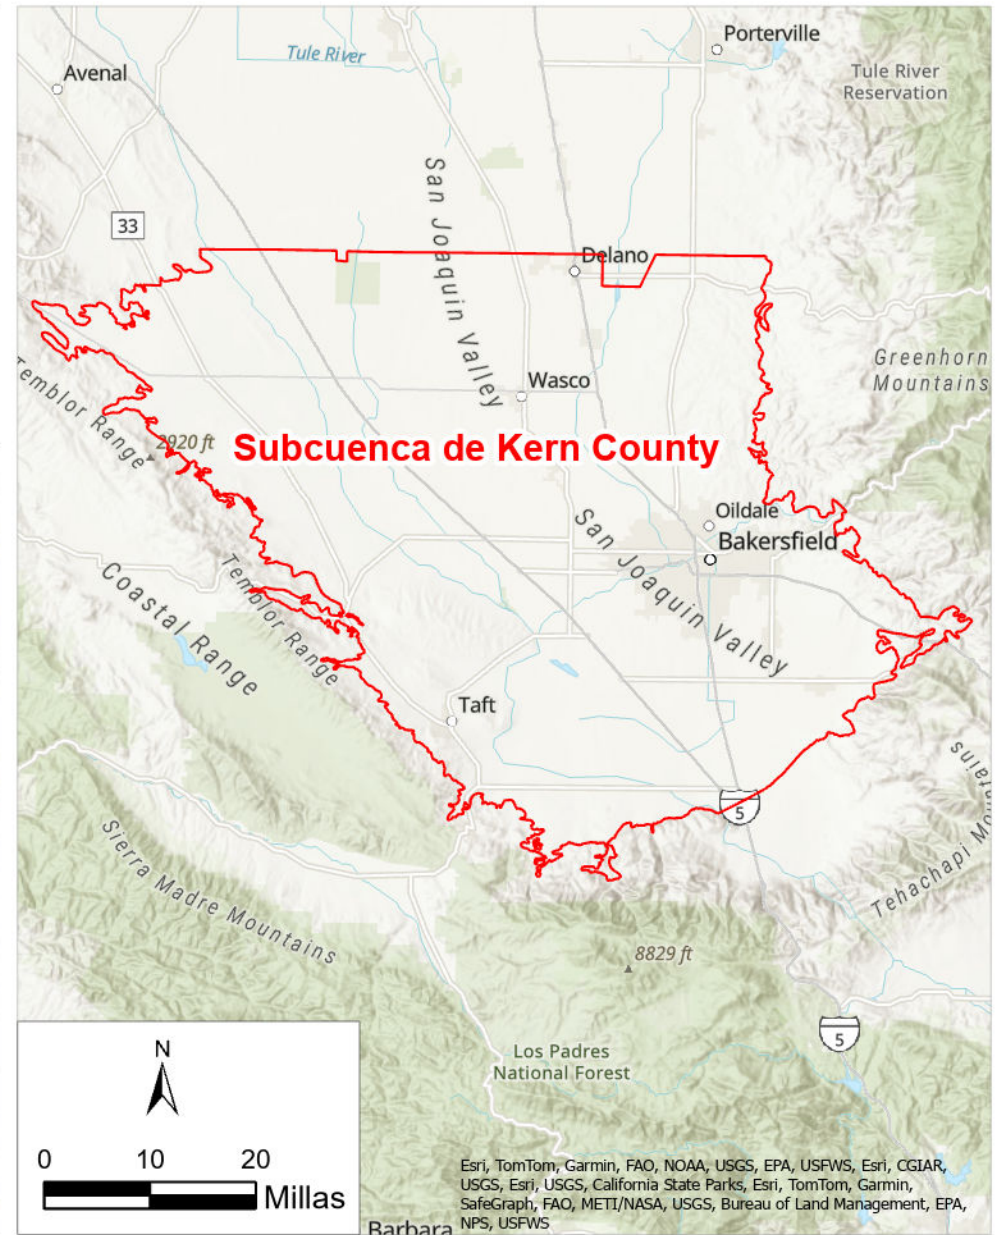 Porterville
Tule River
Avenal
Tule River
Reservation
33
San Joaquin Valley
Delano
Greenhorn
Mountains
Temblor Range
Wasco
2920 ft
Subcuenca de Kern County
Oildale
San Joaquin Valley
Bakersfield
Coastal Range
Temblor Range
Taft
5
Sierra Madre Mountains
Tehachapi Mountains
8829 ft
5
Los Padres
National Forest
N
0 10 20
Millas
Barbara
Esri, TomTom, Garmin, FAO, NOAA, USGS, EPA, USFWS, Esri, CGIAR,
USGS, Esri, USGS, California State Parks, Esri, TomTom, Garmin,
SafeGraph, FAO, METI/NASA, USGS, Bureau of Land Management, EPA,
NPS, USFWS